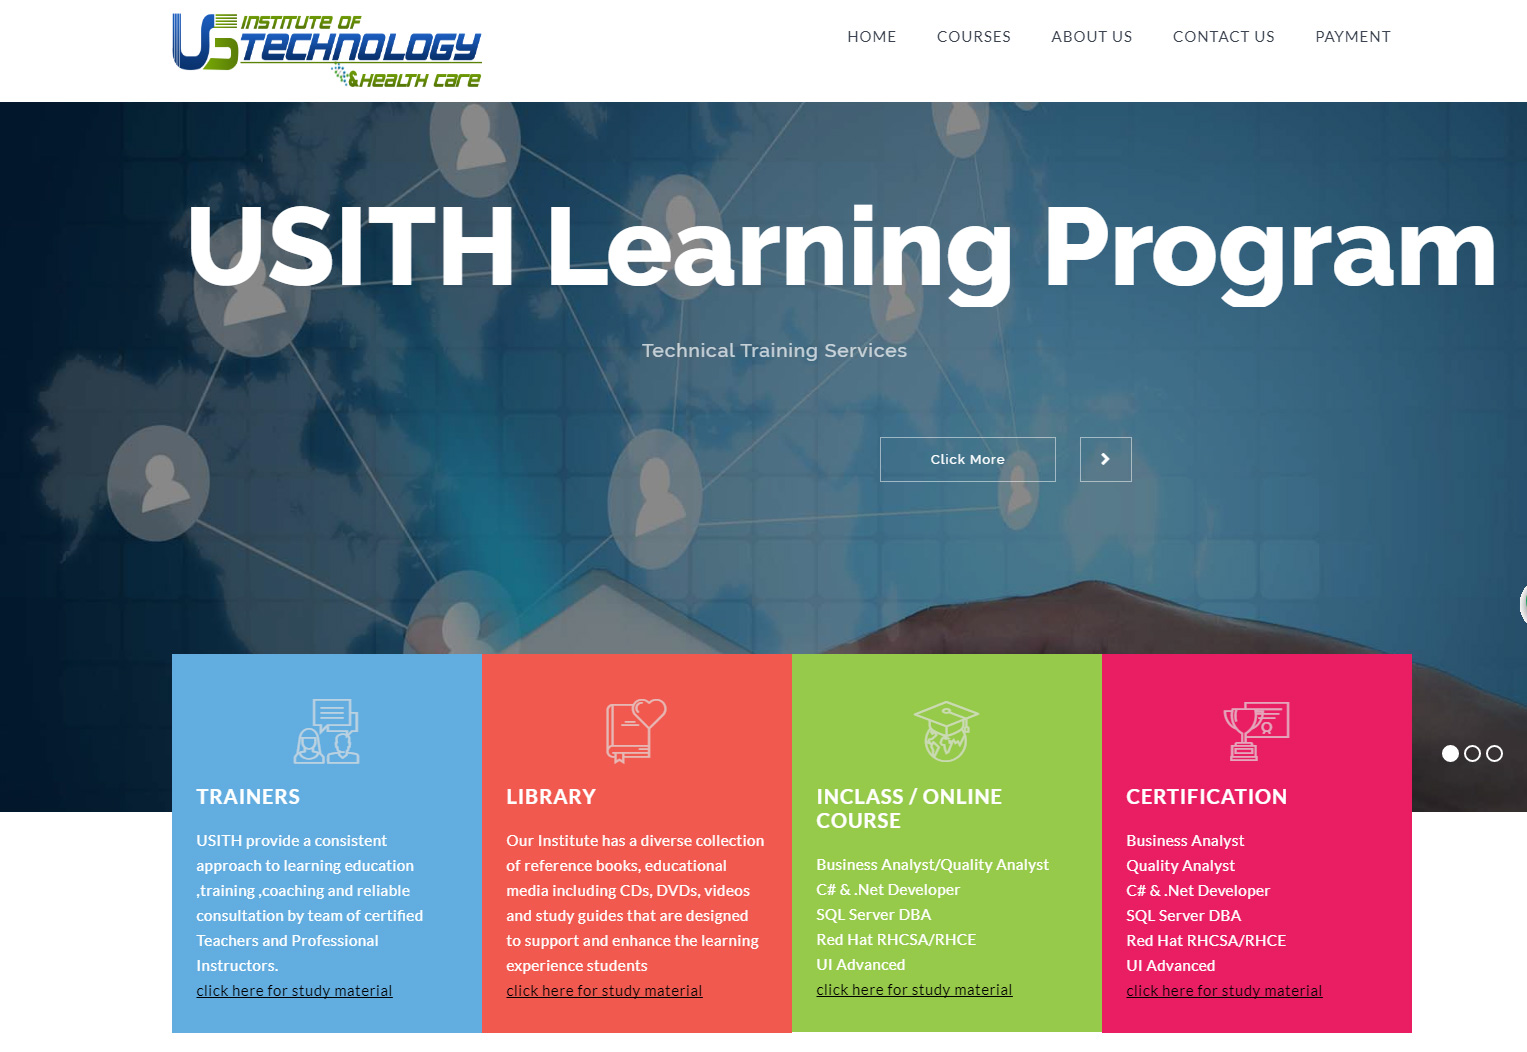 US INSTITUTE OF
TECHNOLOGY
& HEALTH CARE
HOME COURSES ABOUT US CONTACT US PAYMENT
USITH Learning Program
Technical Training Services
Click More
TRAINERS
USITH provide a consistent
approach to learning education
,training ,coaching and reliable
consultation by team of certified
Teachers and Professional
Instructors.
click here for study material
LIBRARY
Our Institute has a diverse collection
of reference books, educational
media including CDs, DVDs, videos
and study guides that are designed
to support and enhance the learning
experience students
click here for study material
INCLASS / ONLINE
COURSE
Business Analyst/Quality Analyst
C# & .Net Developer
SQL Server DBA
Red Hat RHCSA/RHCE
UI Advanced
click here for study material
CERTIFICATION
Business Analyst
Quality Analyst
C# & .Net Developer
SQL Server DBA
Red Hat RHCSA/RHCE
UI Advanced
click here for study material